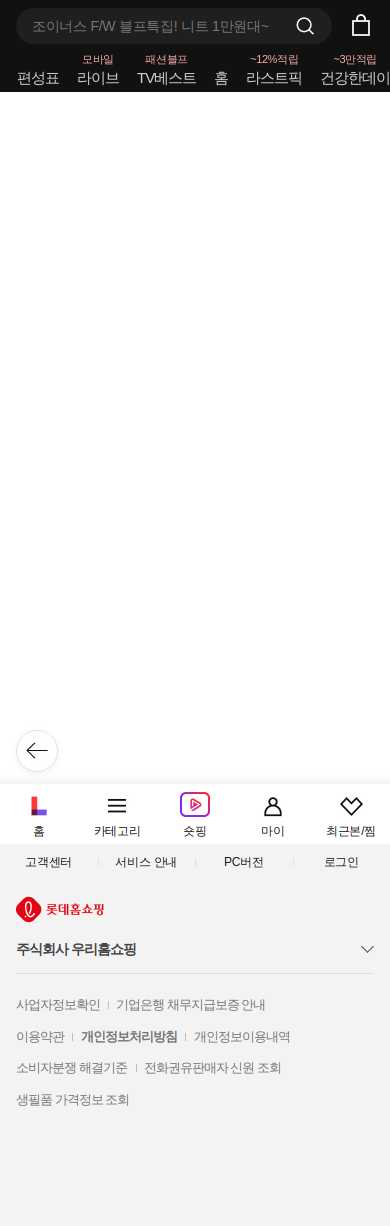 조이너스 F/W 블프특집! 니트 1만원대~
모바일 패션블프 ~12%적립 ~3만적립
편성표 라이브 TV베스트 홈 라스트픽 건강한데이
홈 카테고리 숏핑 마이 최근본/찜
고객센터 서비스 안내 PC버전 로그인
롯데홈쇼핑
주식회사 우리홈쇼핑
사업자정보확인 기업은행 채무지급보증 안내
이용약관 개인정보처리방침 개인정보이용내역
소비자분쟁 해결기준 전화권유판매자 신원 조회
생필품 가격정보 조회